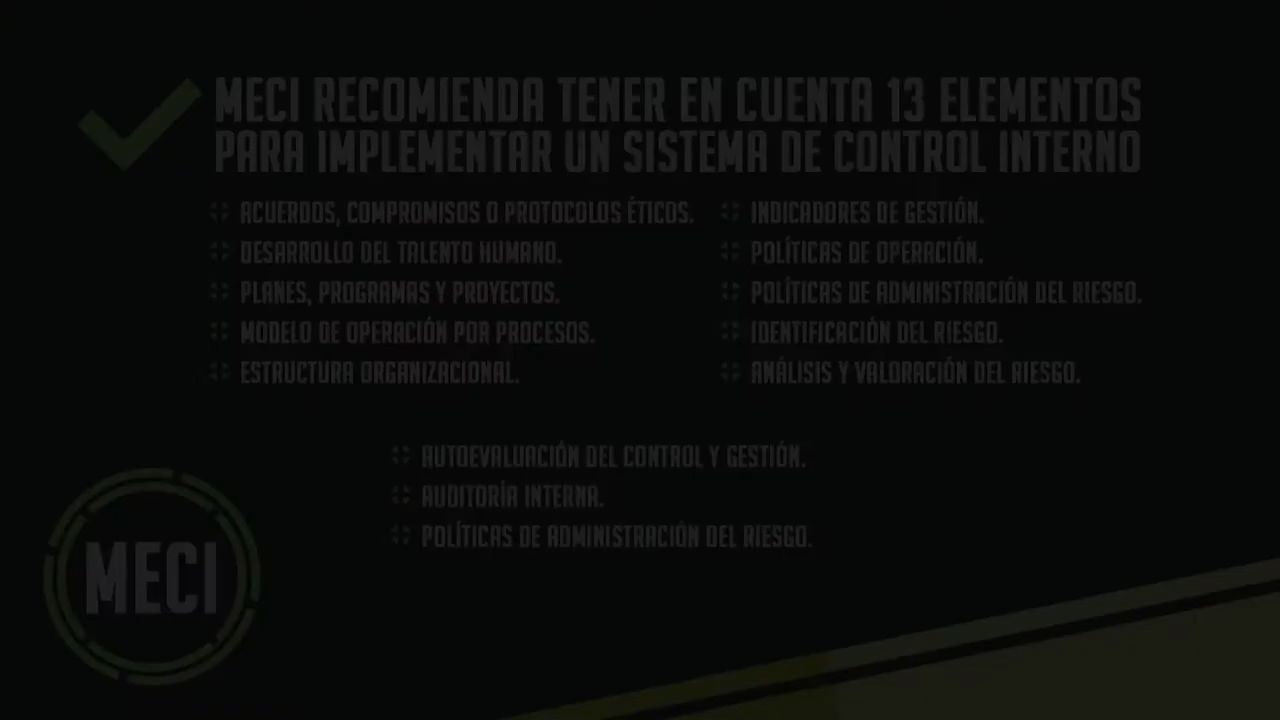 MECI RECOMIENDA TENER EN CUENTA 13 ELEMENTOS
PARA IMPLEMENTAR UN SISTEMA DE CONTROL INTERNO
ACUERDOS, COMPROMISOS O PROTOCOLOS ÉTICOS.
DESARROLLO DEL TALENTO HUMANO.
PLANES, PROGRAMAS Y PROYECTOS.
MODELO DE OPERACIÓN POR PROCESOS.
ESTRUCTURA ORGANIZACIONAL.
INDICADORES DE GESTIÓN.
POLÍTICAS DE OPERACIÓN.
POLÍTICAS DE ADMINISTRACIÓN DEL RIESGO.
IDENTIFICACIÓN DEL RIESGO.
ANÁLISIS Y VALORACIÓN DEL RIESGO.
AUTOEVALUACIÓN DEL CONTROL Y GESTIÓN.
AUDITORÍA INTERNA.
POLÍTICAS DE ADMINISTRACIÓN DEL RIESGO.
MECI